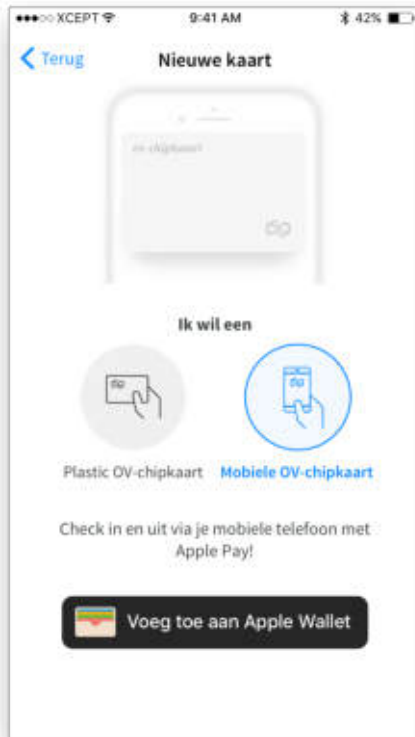 XCEPT 9:41 AM 42%
Terug Nieuwe kaart
ov-chipkaart
Ik wil een
Plastic OV-chipkaart Mobiele OV-chipkaart
Check in en uit via je mobiele telefoon met
Apple Pay!
Voeg toe aan Apple Wallet